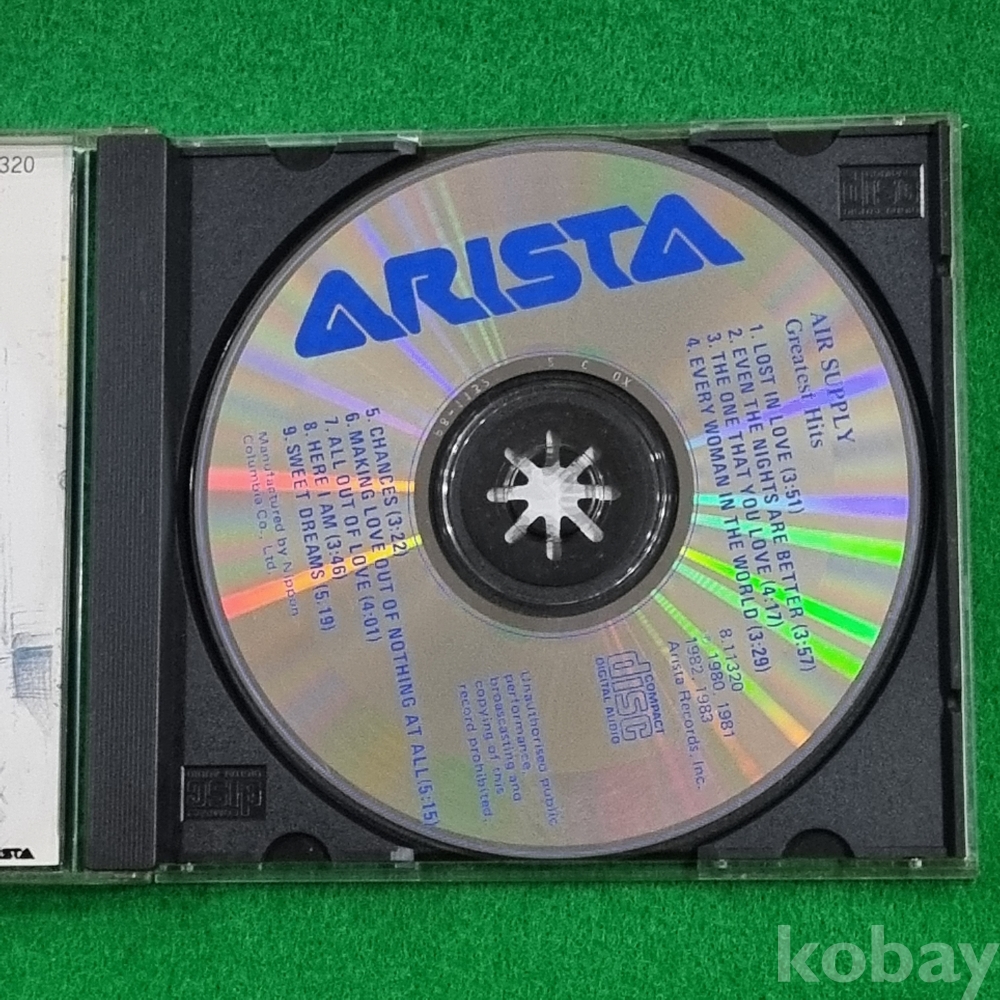 320
ARISTA
AIR SUPPLY
Greatest Hits
1. LOST IN LOVE (3:51)
2. EVEN THE NIGHTS ARE BETTER (3:57)
3. THE ONE THAT YOU LOVE (4:17)
4. EVERY WOMAN IN THE WORLD (3:29)
5. CHANCES (3:22)
6. MAKING LOVE OUT OF NOTHING AT ALL (5:15)
7. ALL OUT OF LOVE (4:01)
8. HERE I AM (3:46)
9. SWEET DREAMS (5:19)
Manufactured by Nippon
Columbia Co., Ltd.
8.11320
1980, 1981
1982, 1983
Arista Records, Inc.
COMPACT
disc
DIGITAL AUDIO
Unauthorised public
performance,
broadcasting and
copying of this
record prohibited.
STA
kobay